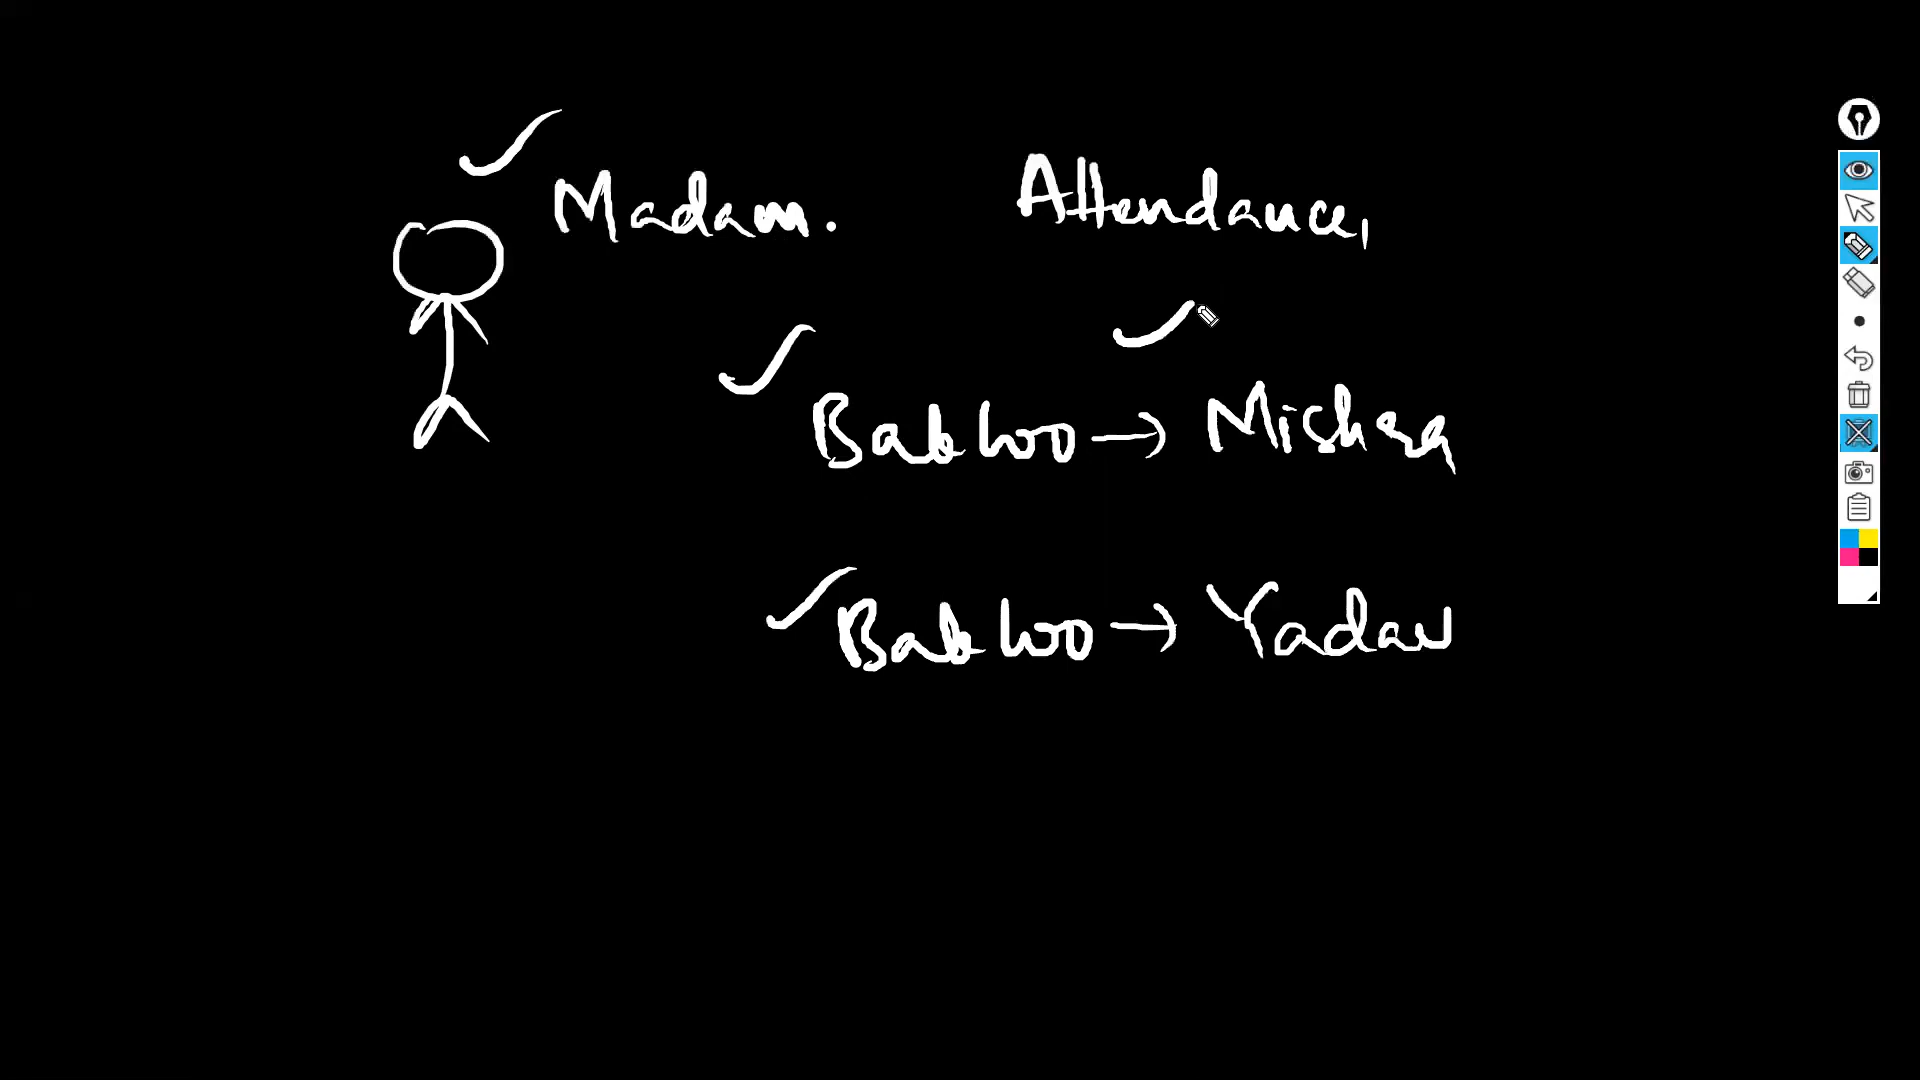 Madam. Attendance,
Babloo → Mishra
Babloo → Yadav